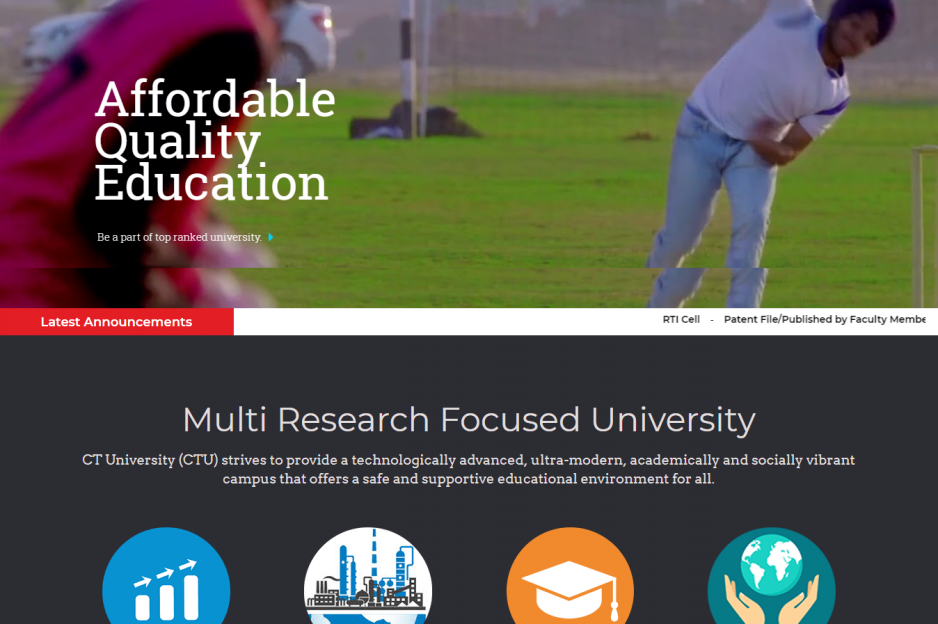 Affordable
Quality
Education
Be a part of top ranked university.
Latest Announcements
RTI Cell - Patent File/Published by Faculty Membe
Multi Research Focused University
CT University (CTU) strives to provide a technologically advanced, ultra-modern, academically and socially vibrant
campus that offers a safe and supportive educational environment for all.